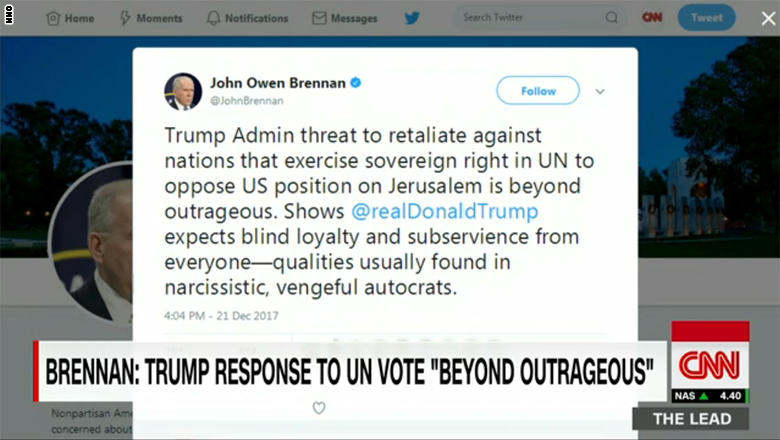 CNN
Home
Moments
Notifications
Messages
Search Twitter
CNN
Tweet
John Owen Brennan
@JohnBrennan
Follow
Trump Admin threat to retaliate against
nations that exercise sovereign right in UN to
oppose US position on Jerusalem is beyond
outrageous. Shows @realDonaldTrump
expects blind loyalty and subservience from
everyone—qualities usually found in
narcissistic, vengeful autocrats.
4:04 PM - 21 Dec 2017
BRENNAN: TRUMP RESPONSE TO UN VOTE "BEYOND OUTRAGEOUS"
CNN
NAS ▲ 4.40
THE LEAD
Nonpartisan Ame
concerned about